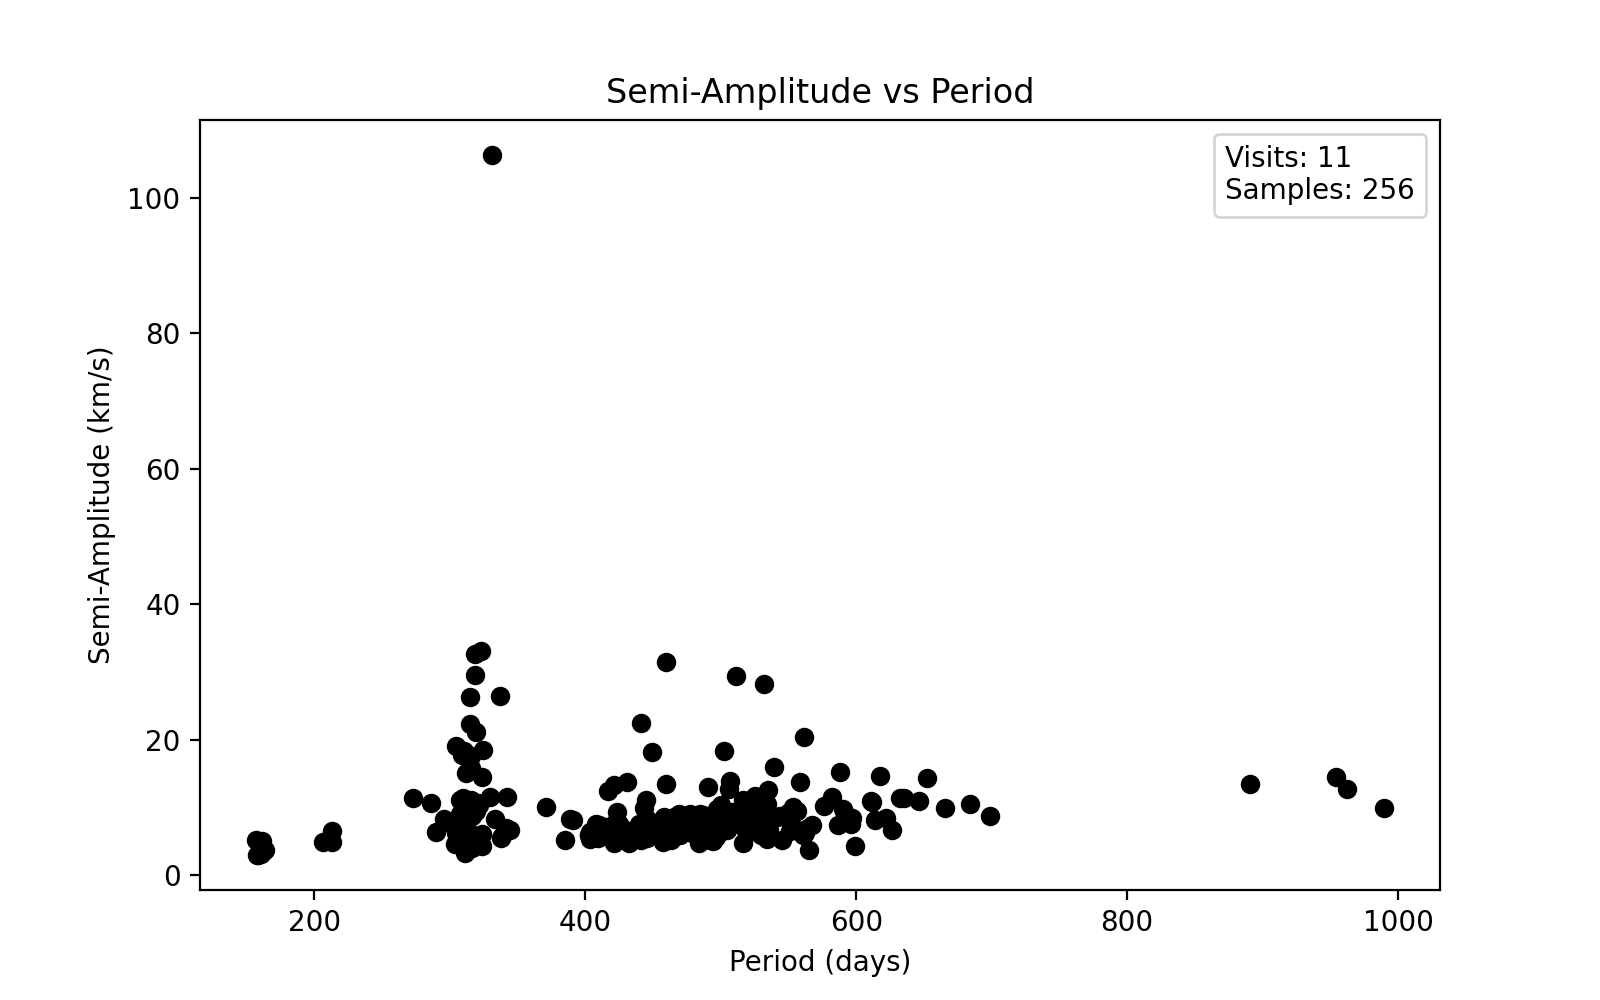 Semi-Amplitude vs Period
Visits: 11
Samples: 256
100
80
60
40
20
0
Semi-Amplitude (km/s)
200 400 600 800 1000
Period (days)